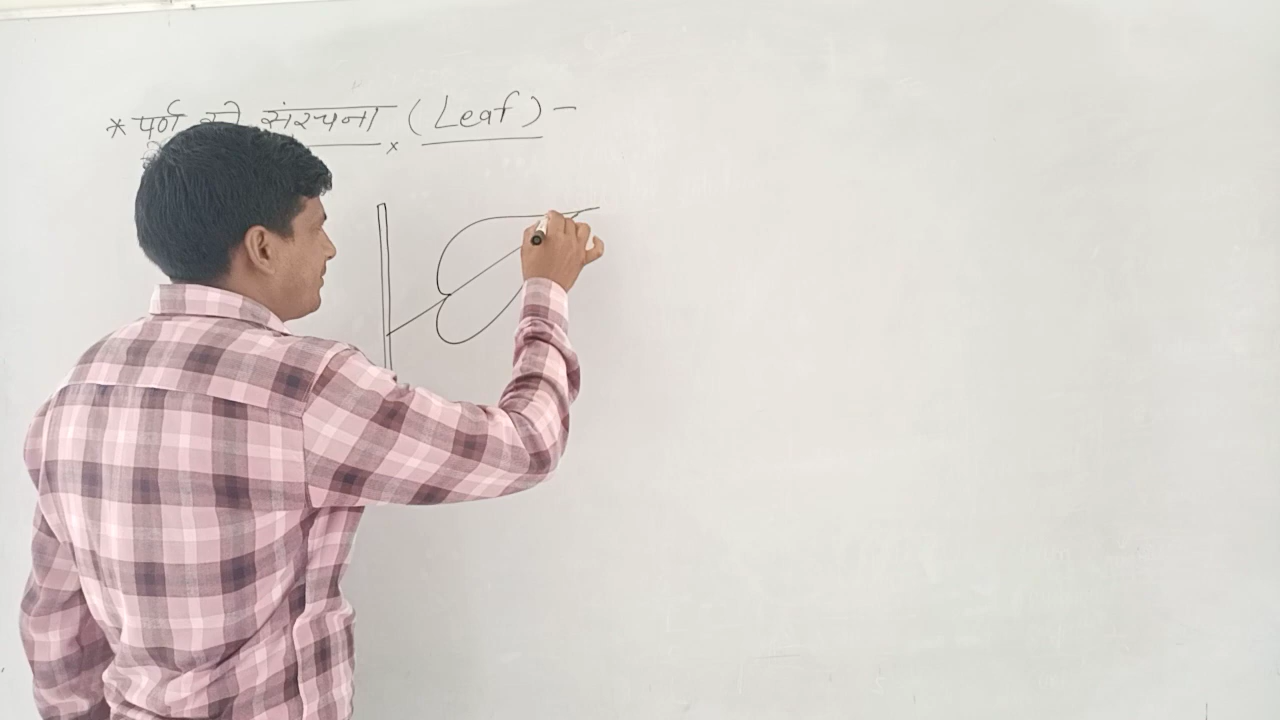 * पर्ण की संरचना (Leaf) -